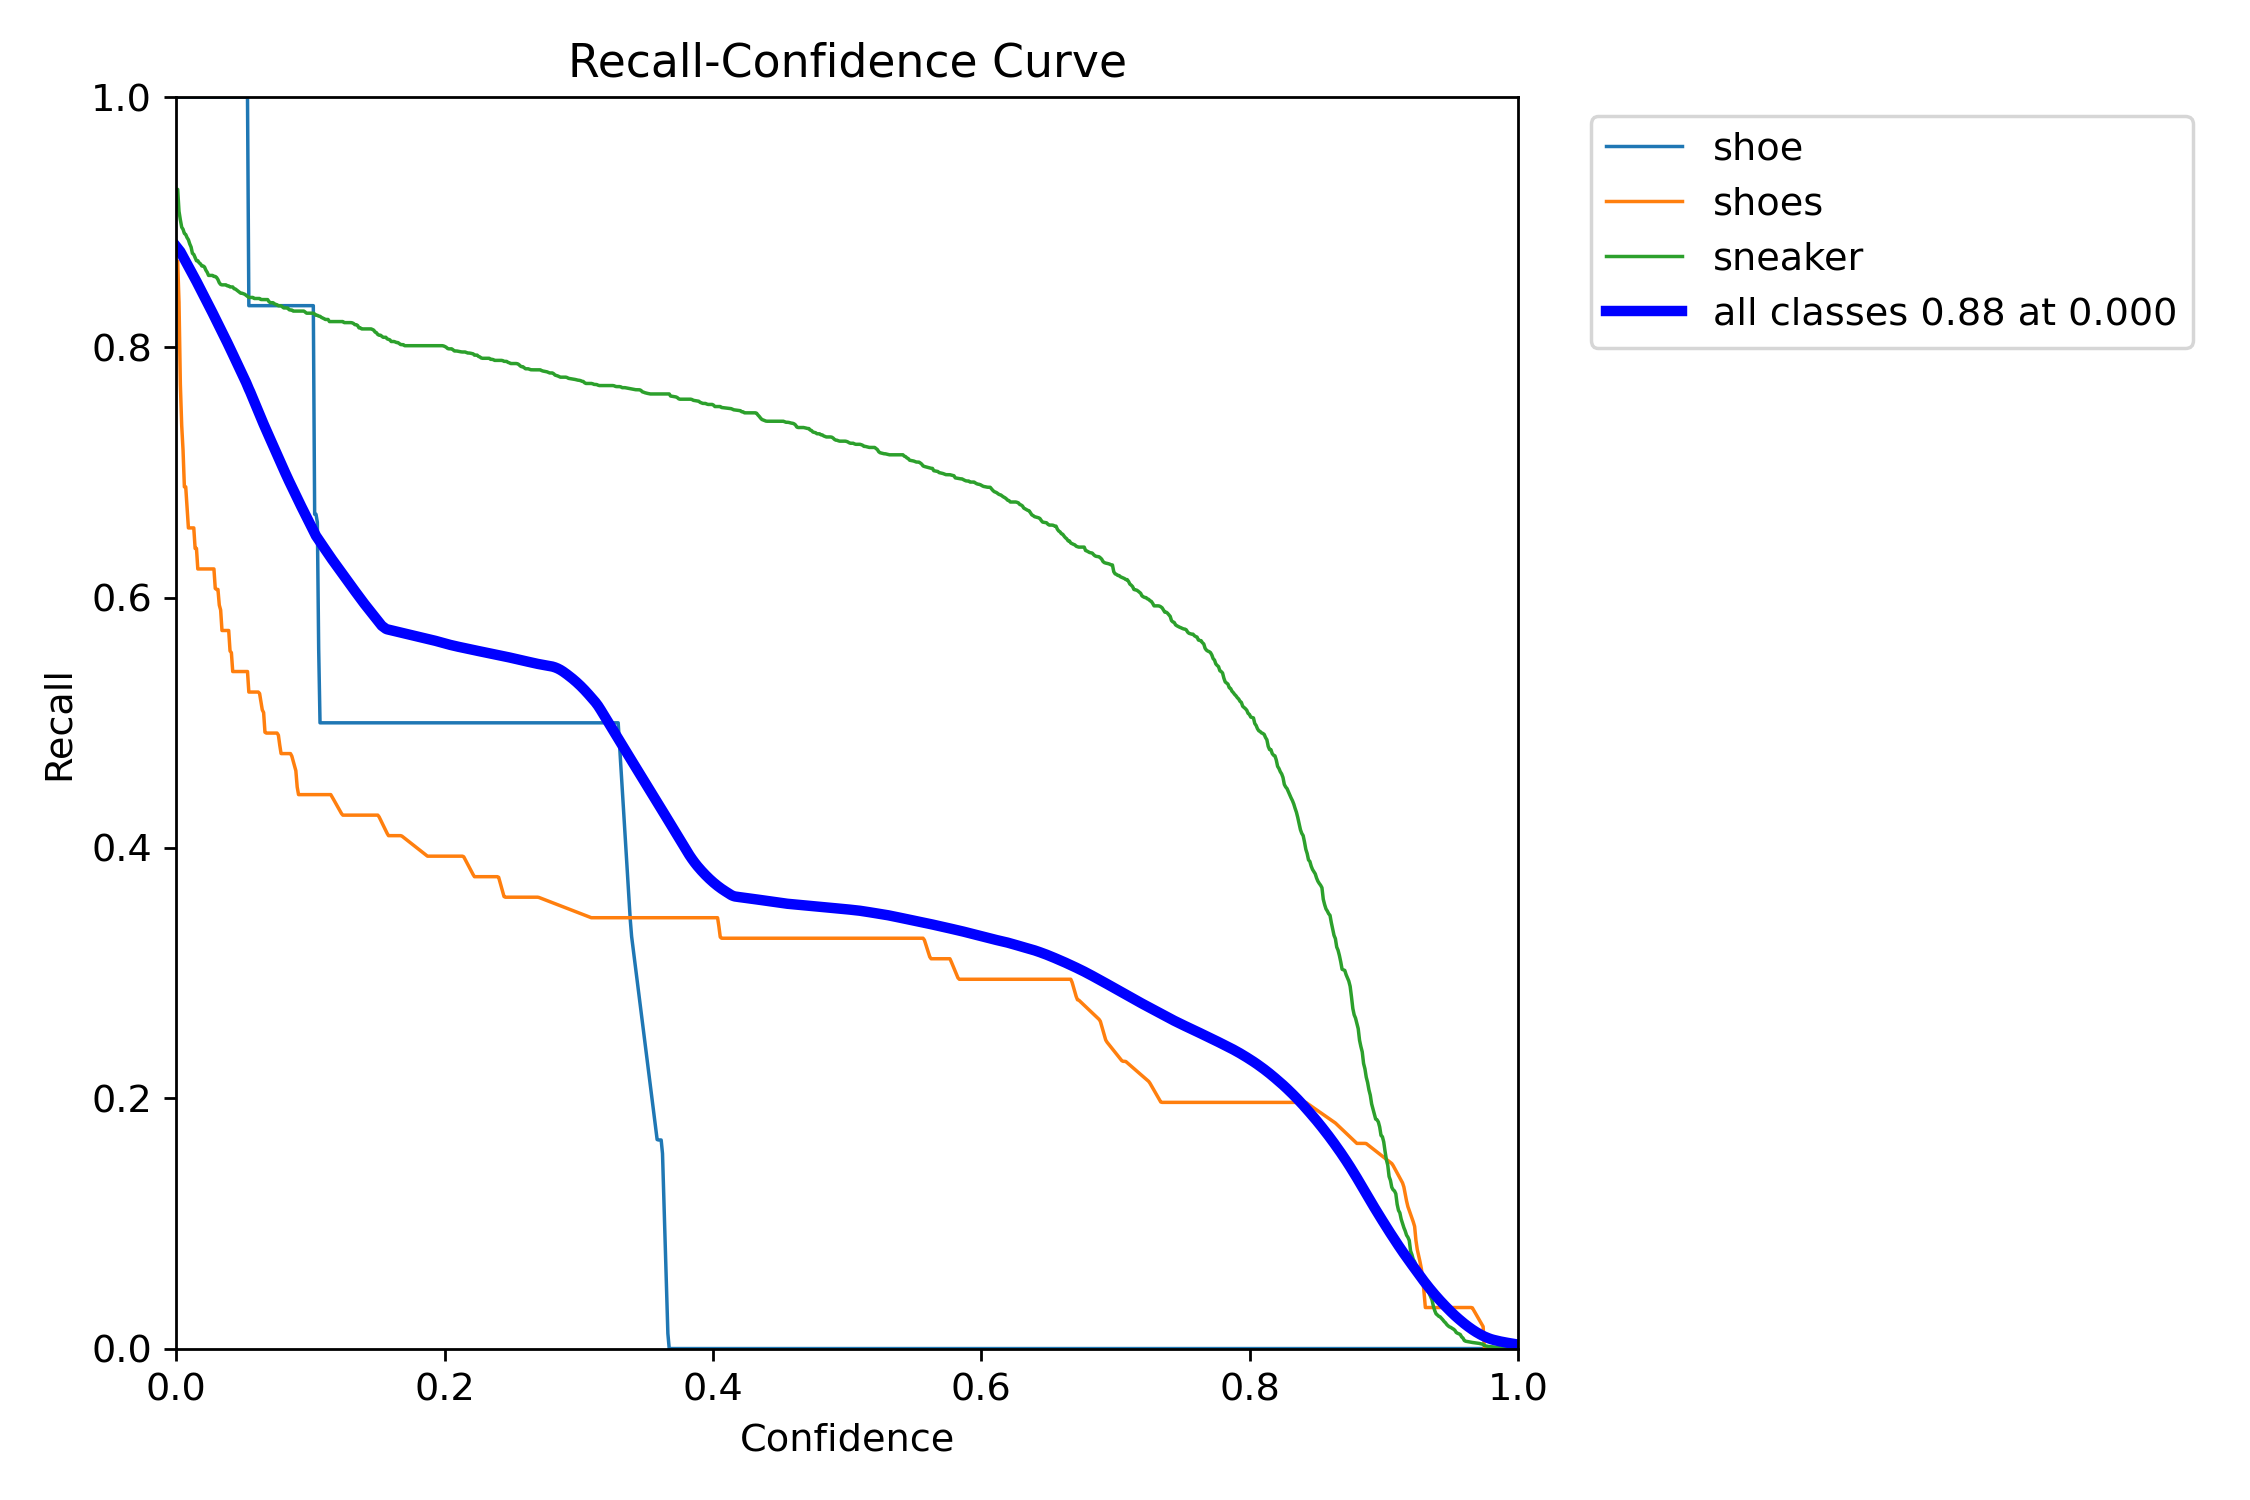 Recall-Confidence Curve
1.0
0.8
0.6
0.4
0.2
0.0
Recall
0.0 0.2 0.4 0.6 0.8 1.0
Confidence
shoe
shoes
sneaker
all classes 0.88 at 0.000